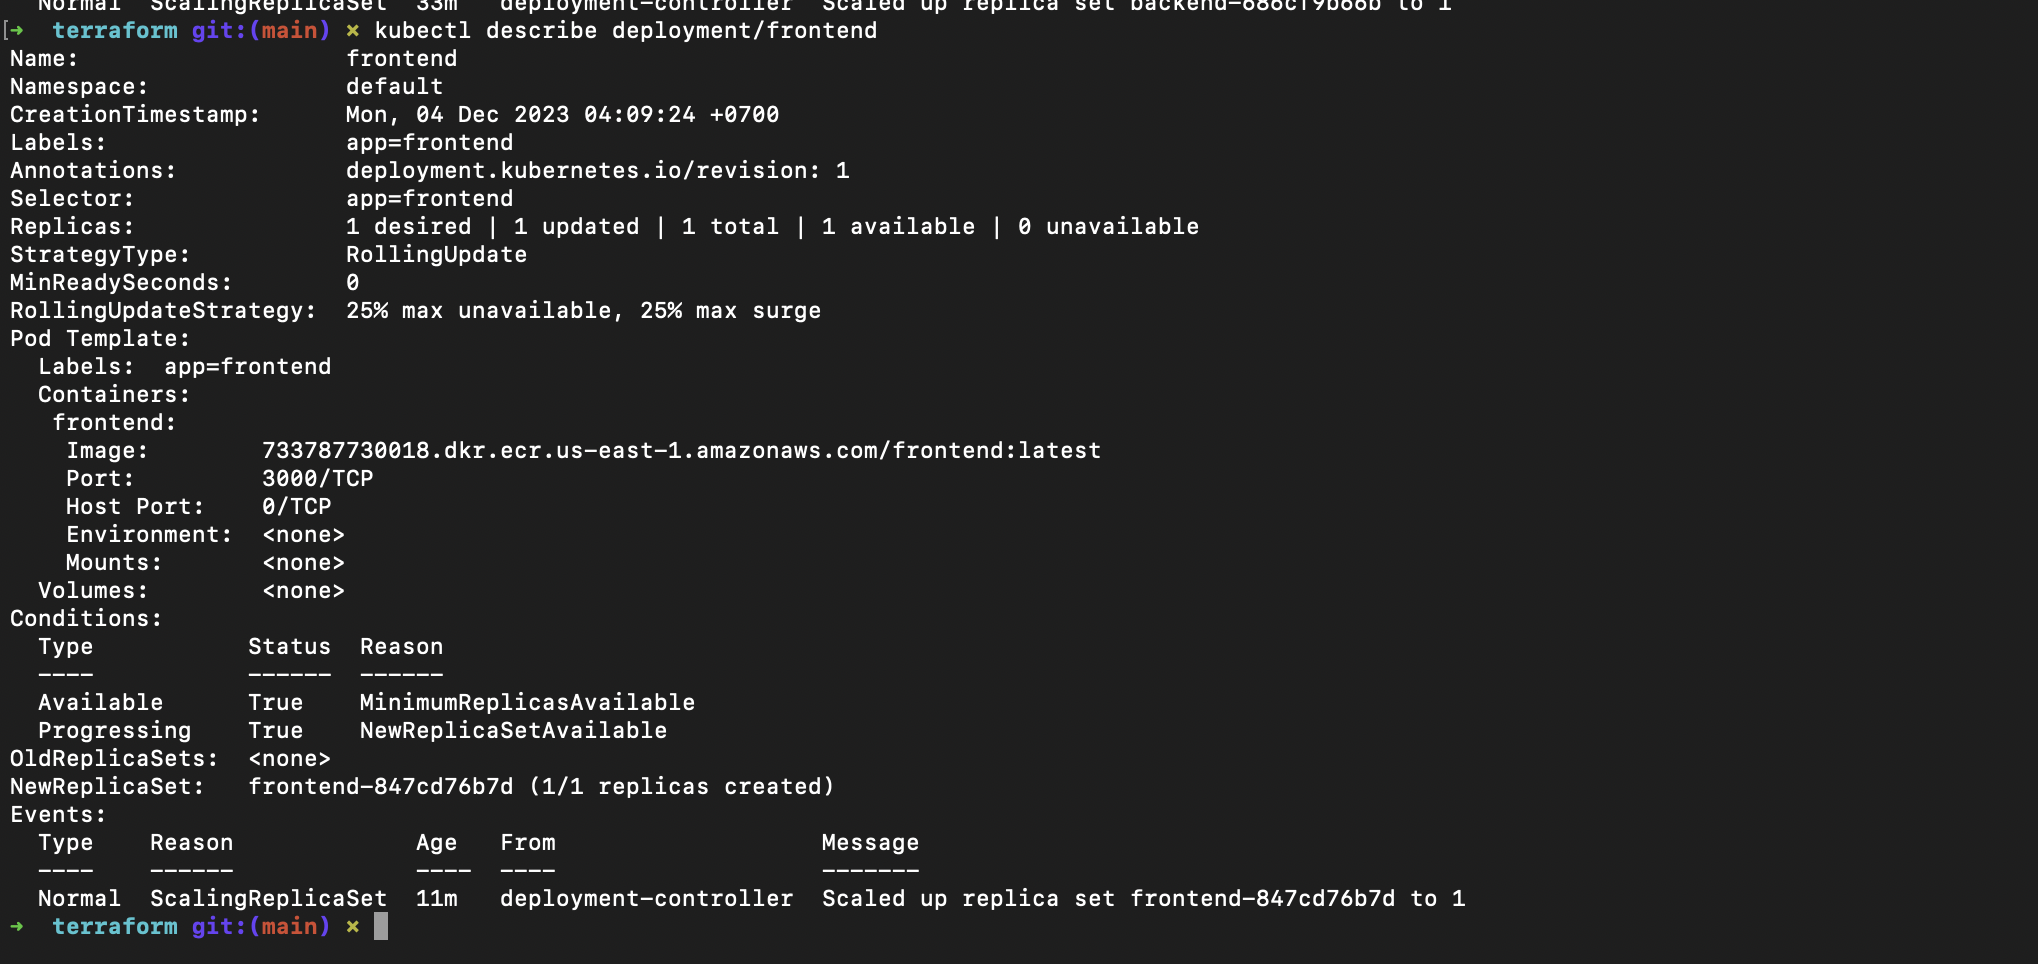 Normal  ScalingReplicaSet  33m   deployment-controller  Scaled up replica set backend-686cf9b66b to 1
[➜  terraform git:(main) ✗ kubectl describe deployment/frontend
Name:                   frontend
Namespace:              default
CreationTimestamp:      Mon, 04 Dec 2023 04:09:24 +0700
Labels:                 app=frontend
Annotations:            deployment.kubernetes.io/revision: 1
Selector:               app=frontend
Replicas:               1 desired | 1 updated | 1 total | 1 available | 0 unavailable
StrategyType:           RollingUpdate
MinReadySeconds:        0
RollingUpdateStrategy:  25% max unavailable, 25% max surge
Pod Template:
  Labels:  app=frontend
  Containers:
   frontend:
    Image:        733787730018.dkr.ecr.us-east-1.amazonaws.com/frontend:latest
    Port:         3000/TCP
    Host Port:    0/TCP
    Environment:  <none>
    Mounts:       <none>
  Volumes:        <none>
Conditions:
  Type           Status  Reason
  ----           ------  ------
  Available      True    MinimumReplicasAvailable
  Progressing    True    NewReplicaSetAvailable
OldReplicaSets:  <none>
NewReplicaSet:   frontend-847cd76b7d (1/1 replicas created)
Events:
  Type    Reason             Age   From                   Message
  ----    ------             ----  ----                   -------
  Normal  ScalingReplicaSet  11m   deployment-controller  Scaled up replica set frontend-847cd76b7d to 1
➜  terraform git:(main) ✗